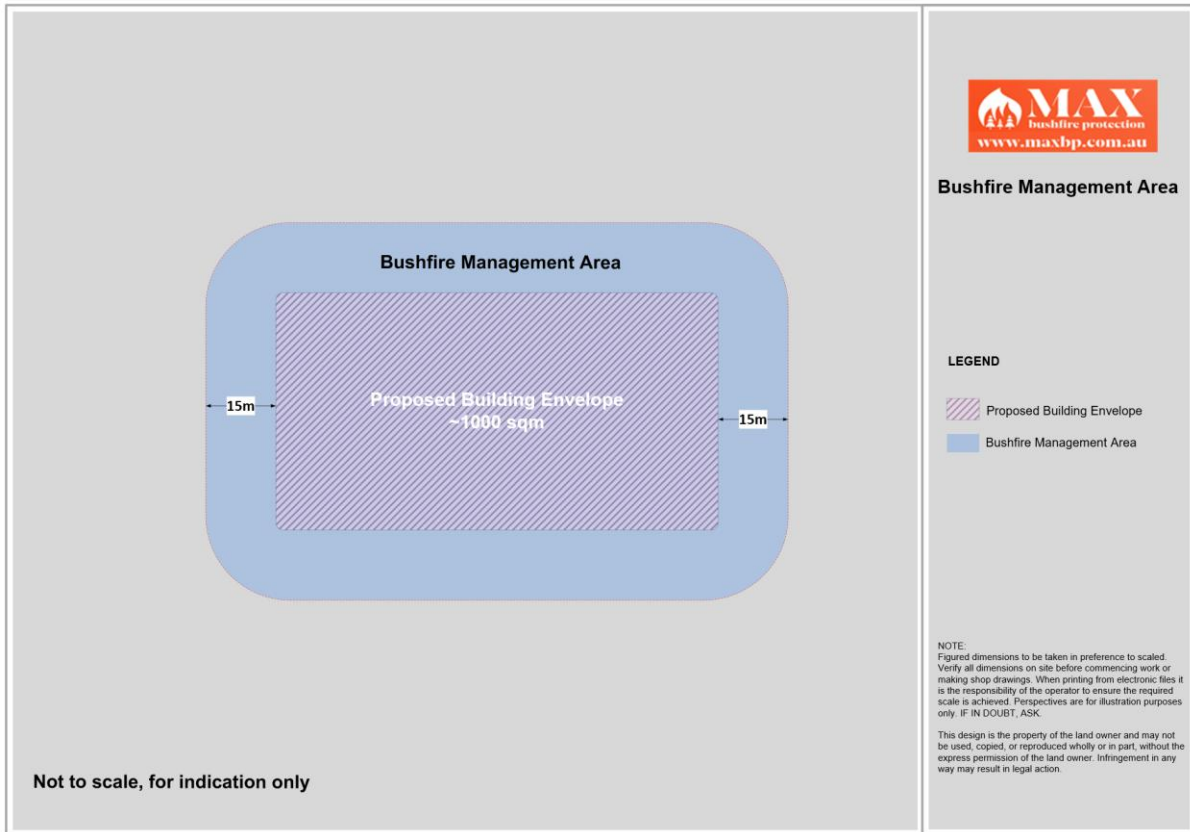 MAX
bushfire protection
www.maxbp.com.au
Bushfire Management Area
Bushfire Management Area
Proposed Building Envelope
~1000 sqm
15m
15m
LEGEND
Proposed Building Envelope
Bushfire Management Area
NOTE:
Figured dimensions to be taken in preference to scaled.
Verify all dimensions on site before commencing work or
making shop drawings. When printing from electronic files it
is the responsibility of the operator to ensure the required
scale is achieved. Perspectives are for illustration purposes
only. IF IN DOUBT, ASK.
This design is the property of the land owner and may not
be used, copied, or reproduced wholly or in part, without the
express permission of the land owner. Infringement in any
way may result in legal action.
Not to scale, for indication only